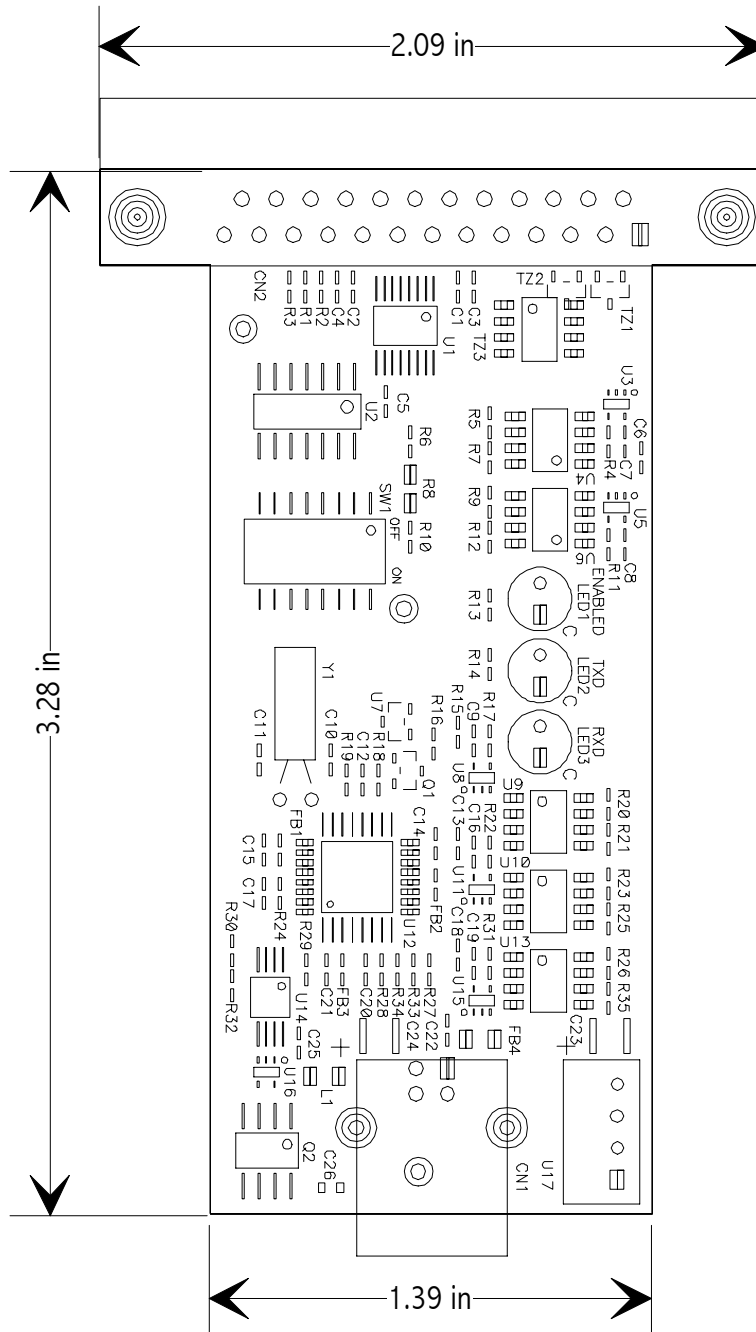 2.09 in
CN2
R3
R1
R2
C4
C2
C1
C3
TZ2
TZ1
U1
TZ3
U3
U2
C5
R6
R5
R7
C6
R4
C7
U4
R8
SW1
OFF
R9
R10
R12
U5
U6
R11
C8
ON
R13
ENABLED
LED1
C
3.28 in
Y1
R14
TXD
LED2
C
U7
R16
R15
C9
R17
RXD
LED3
C
C11
C10
R19
C12
R18
Q1
U8
U9
FB1
C14
C13
C16
R22
R20
R21
C15
C17
U10
U11
R23
R25
R30
R24
FB2
R29
U12
C18
C19
R31
U13
R26
R35
R32
U14
C21
FB3
C20
R28
R34
R33
R27
U15
C25
+
C24
C22
FB4
+
C23
U16
L1
Q2
C26
CN1
U17
1.39 in